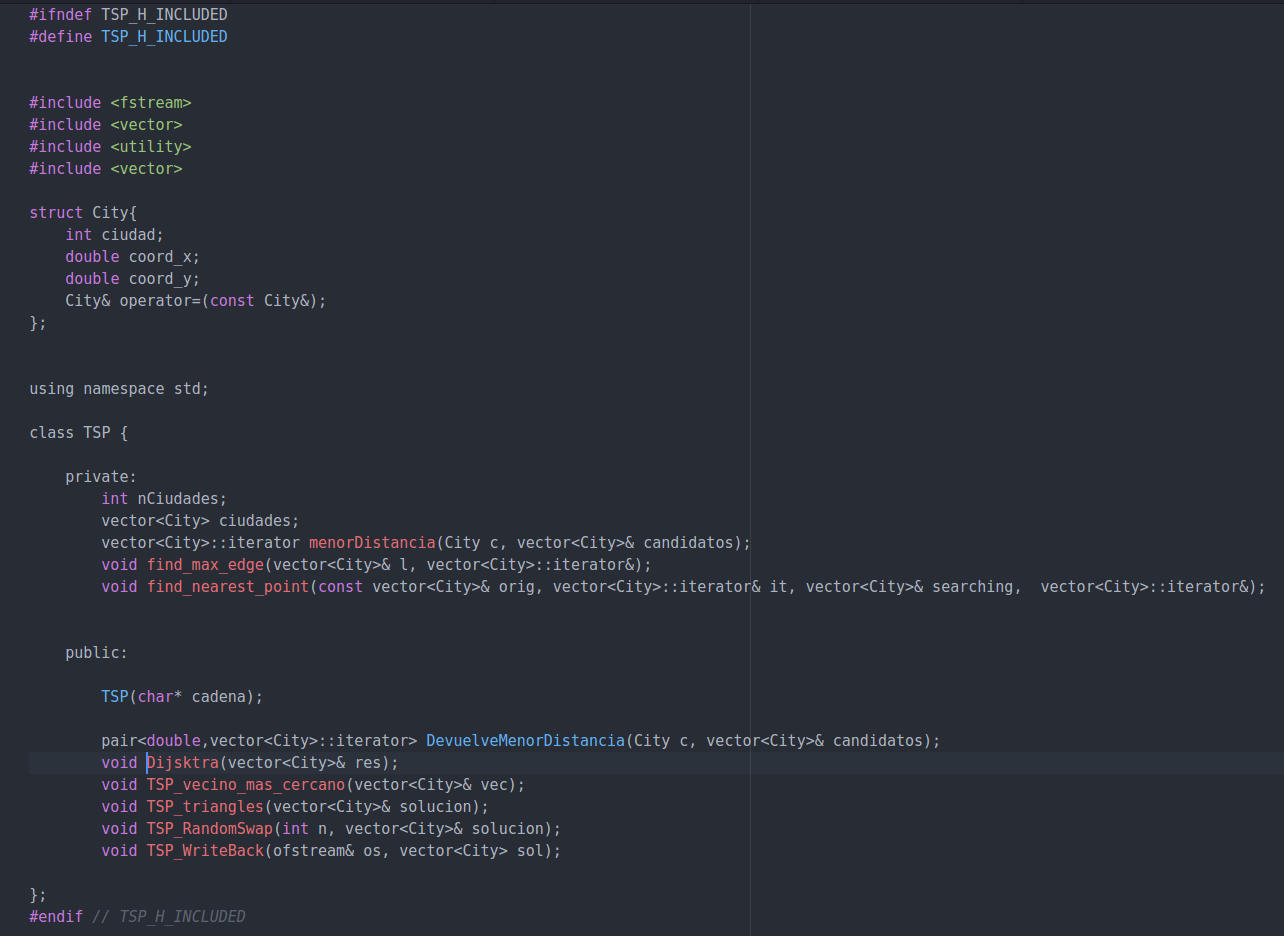 #ifndef TSP_H_INCLUDED
#define TSP_H_INCLUDED
#include <fstream>
#include <vector>
#include <utility>
#include <vector>
struct City{
    int ciudad;
    double coord_x;
    double coord_y;
    City& operator=(const City&);
};
using namespace std;
class TSP {
    private:
        int nCiudades;
        vector<City> ciudades;
        vector<City>::iterator menorDistancia(City c, vector<City>& candidatos);
        void find_max_edge(vector<City>& l, vector<City>::iterator&);
        void find_nearest_point(const vector<City>& orig, vector<City>::iterator& it, vector<City>& searching,  vector<City>::iterator&);
    public:
        TSP(char* cadena);
        pair<double,vector<City>::iterator> DevuelveMenorDistancia(City c, vector<City>& candidatos);
        void Dijsktra(vector<City>& res);
        void TSP_vecino_mas_cercano(vector<City>& vec);
        void TSP_triangles(vector<City>& solucion);
        void TSP_RandomSwap(int n, vector<City>& solucion);
        void TSP_WriteBack(ofstream& os, vector<City> sol);
};
#endif // TSP_H_INCLUDED